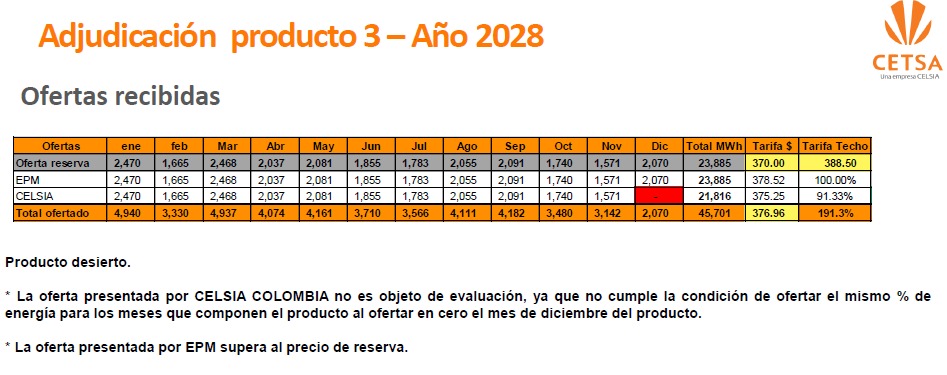 Adjudicación producto 3 – Año 2028
CETSA
Una empresa CELSIA
Ofertas recibidas
Ofertas ene feb Mar Abr May Jun Jul Ago Sep Oct Nov Dic Total MWh Tarifa $ Tarifa Techo
Oferta reserva 2,470 1,665 2,468 2,037 2,081 1,855 1,783 2,055 2,091 1,740 1,571 2,070 23,885 370.00 388.50
EPM 2,470 1,665 2,468 2,037 2,081 1,855 1,783 2,055 2,091 1,740 1,571 2,070 23,885 378.52 100.00%
CELSIA 2,470 1,665 2,468 2,037 2,081 1,855 1,783 2,055 2,091 1,740 1,571 - 21,816 375.25 91.33%
Total ofertado 4,940 3,330 4,937 4,074 4,161 3,710 3,566 4,111 4,182 3,480 3,142 2,070 45,701 376.96 191.3%
Producto desierto.
* La oferta presentada por CELSIA COLOMBIA no es objeto de evaluación, ya que no cumple la condición de ofertar el mismo % de
energía para los meses que componen el producto al ofertar en cero el mes de diciembre del producto.
* La oferta presentada por EPM supera al precio de reserva.